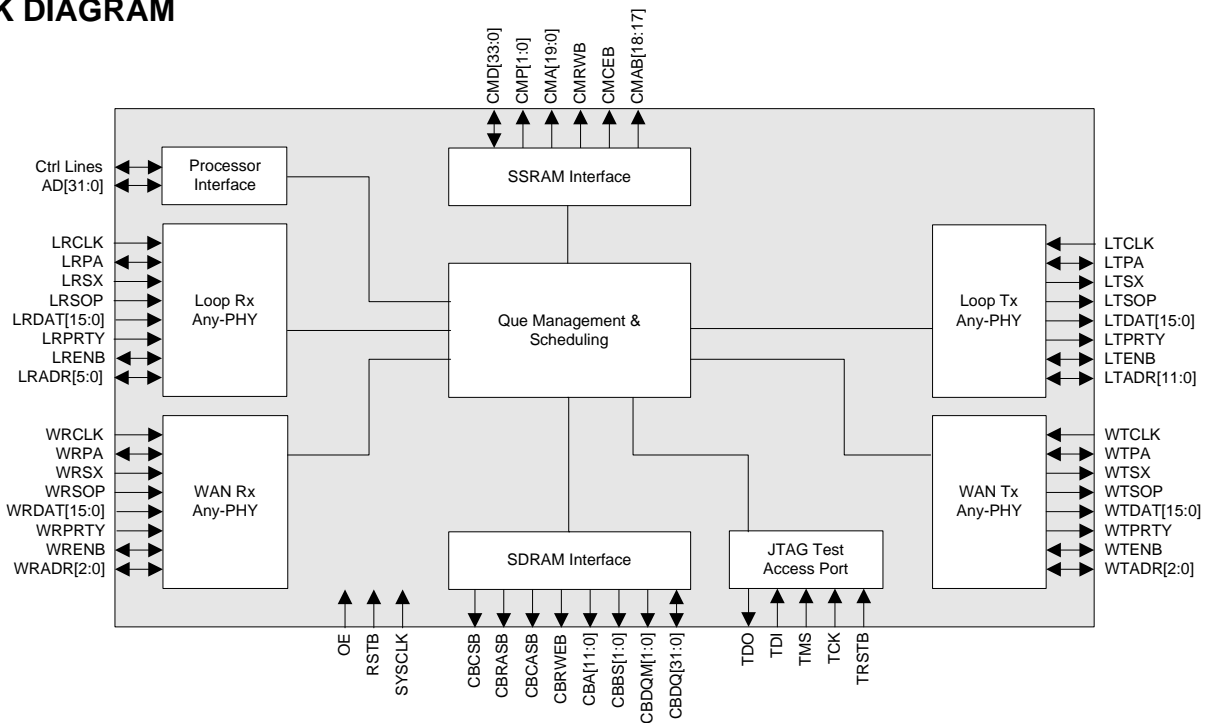 K DIAGRAM
CMD[33:0]
CMP[1:0]
CMA[19:0]
CMRWB
CMCEB
CMAB[18:17]
Ctrl Lines
AD[31:0]
Processor
Interface
SSRAM Interface
LRCLK
LRPA
LRSX
LRSOP
LRDAT[15:0]
LRPRTY
LRENB
LRADR[5:0]
Loop Rx
Any-PHY
Que Management &
Scheduling
Loop Tx
Any-PHY
LTCLK
LTPA
LTSX
LTSOP
LTDAT[15:0]
LTPRTY
LTENB
LTADR[11:0]
WRCLK
WRPA
WRSX
WRSOP
WRDAT[15:0]
WRPRTY
WRENB
WRADR[2:0]
WAN Rx
Any-PHY
SDRAM Interface
JTAG Test
Access Port
WAN Tx
Any-PHY
WTCLK
WTPA
WTSX
WTSOP
WTDAT[15:0]
WTPRTY
WTENB
WTADR[2:0]
OE
RSTB
SYSCLK
CBCSB
CBRASB
CBCASB
CBRWEB
CBA[11:0]
CBBS[1:0]
CBDQM[1:0]
CBDQ[31:0]
TDO
TDI
TMS
TCK
TRSTB